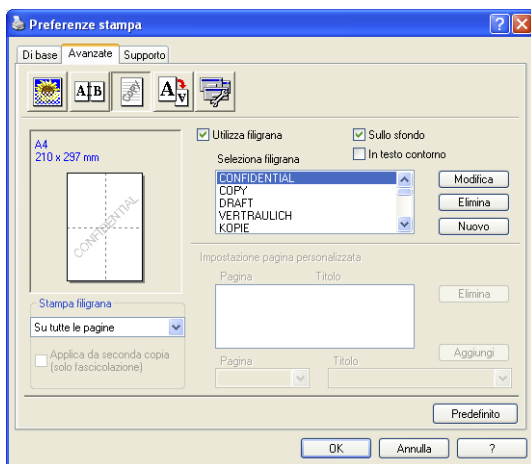 Preferenze stampa
Di base Avanzate Supporto
A4
210 x 297 mm
CONFIDENTIAL
Stampa filigrana
Su tutte le pagine
Applica da seconda copia
(solo fascicolazione)
Utilizza filigrana
Sullo sfondo
Seleziona filigrana
In testo contorno
CONFIDENTIAL
COPY
DRAFT
VERTRAULICH
KOPIE
Modifica
Elimina
Nuovo
Impostazione pagina personalizzata
Pagina Titolo
Elimina
Aggiungi
Pagina Titolo
Predefinito
OK Annulla ?